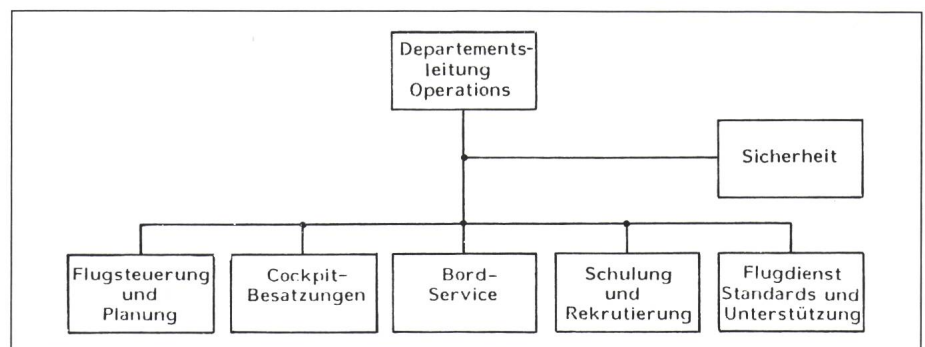 Departements-
leitung
Operations
Sicherheit
Flugsteuerung
und
Planung
Cockpit-
Besatzungen
Bord-
Service
Schulung
und
Rekrutierung
Flugdienst
Standards und
Unterstützung